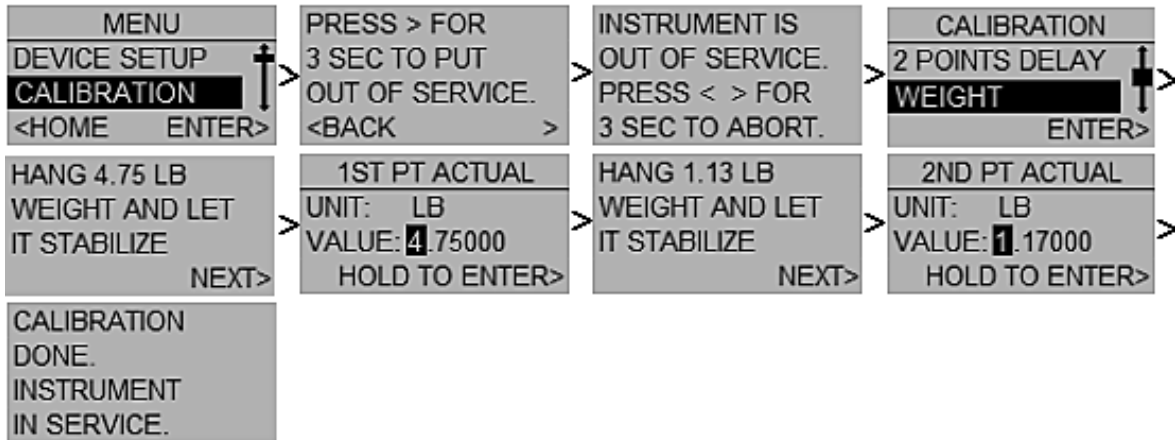 MENU
DEVICE SETUP
CALIBRATION
<HOME ENTER>
>
PRESS > FOR
3 SEC TO PUT
OUT OF SERVICE.
<BACK >
>
INSTRUMENT IS
OUT OF SERVICE.
PRESS < > FOR
3 SEC TO ABORT.
>
CALIBRATION
2 POINTS DELAY
WEIGHT
ENTER>
>
HANG 4.75 LB
WEIGHT AND LET
IT STABILIZE
NEXT>
>
1ST PT ACTUAL
UNIT: LB
VALUE: 4.75000
HOLD TO ENTER>
>
HANG 1.13 LB
WEIGHT AND LET
IT STABILIZE
NEXT>
>
2ND PT ACTUAL
UNIT: LB
VALUE: 1.17000
HOLD TO ENTER>
>
CALIBRATION
DONE.
INSTRUMENT
IN SERVICE.